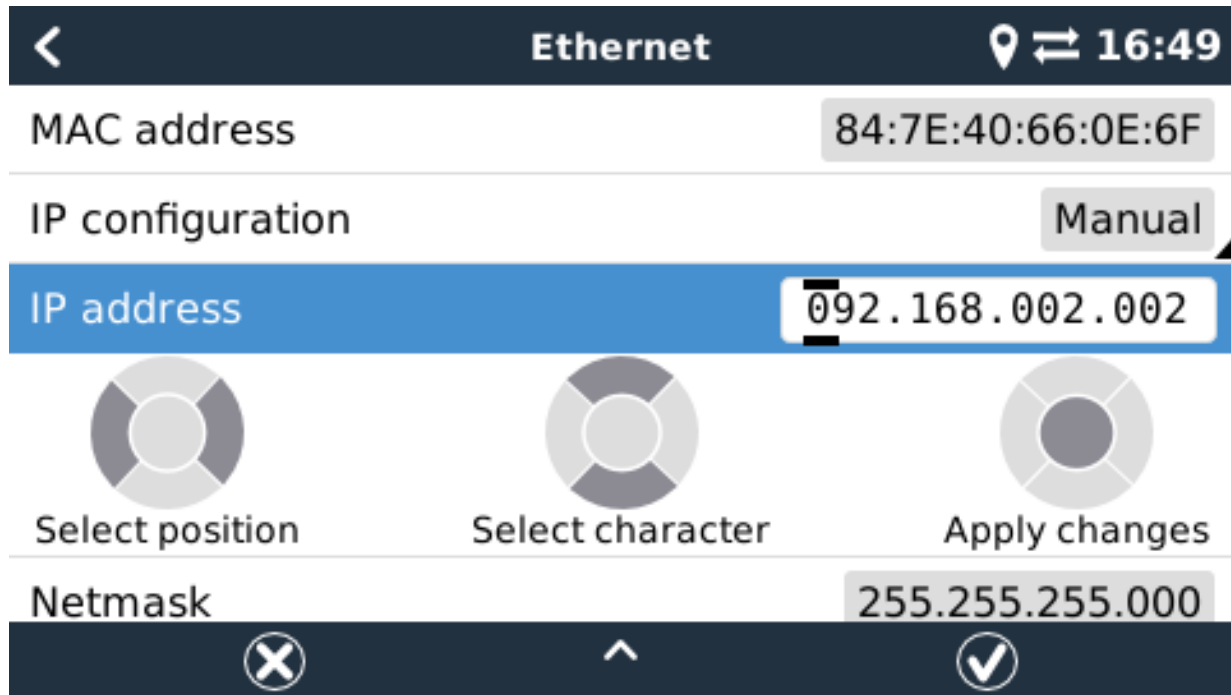 Ethernet 16:49
MAC address 84:7E:40:66:0E:6F
IP configuration Manual
IP address 092.168.002.002
Select position Select character Apply changes
Netmask 255.255.255.000